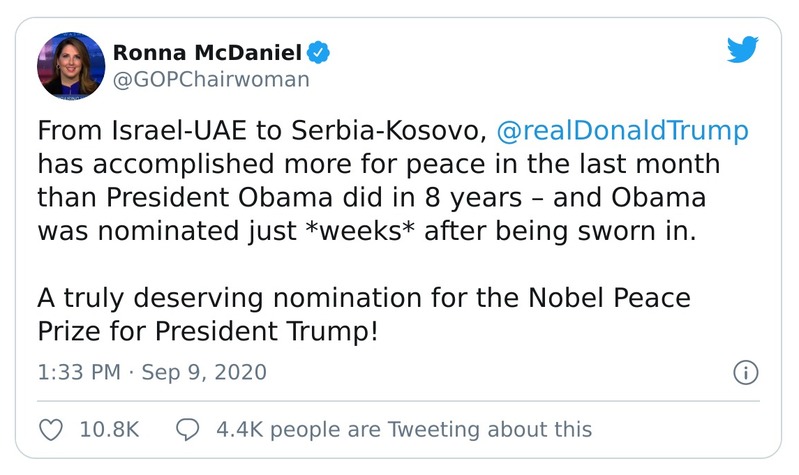 Ronna McDaniel
@GOPChairwoman
From Israel-UAE to Serbia-Kosovo, @realDonaldTrump
has accomplished more for peace in the last month
than President Obama did in 8 years – and Obama
was nominated just *weeks* after being sworn in.
A truly deserving nomination for the Nobel Peace
Prize for President Trump!
1:33 PM · Sep 9, 2020
10.8K 4.4K people are Tweeting about this